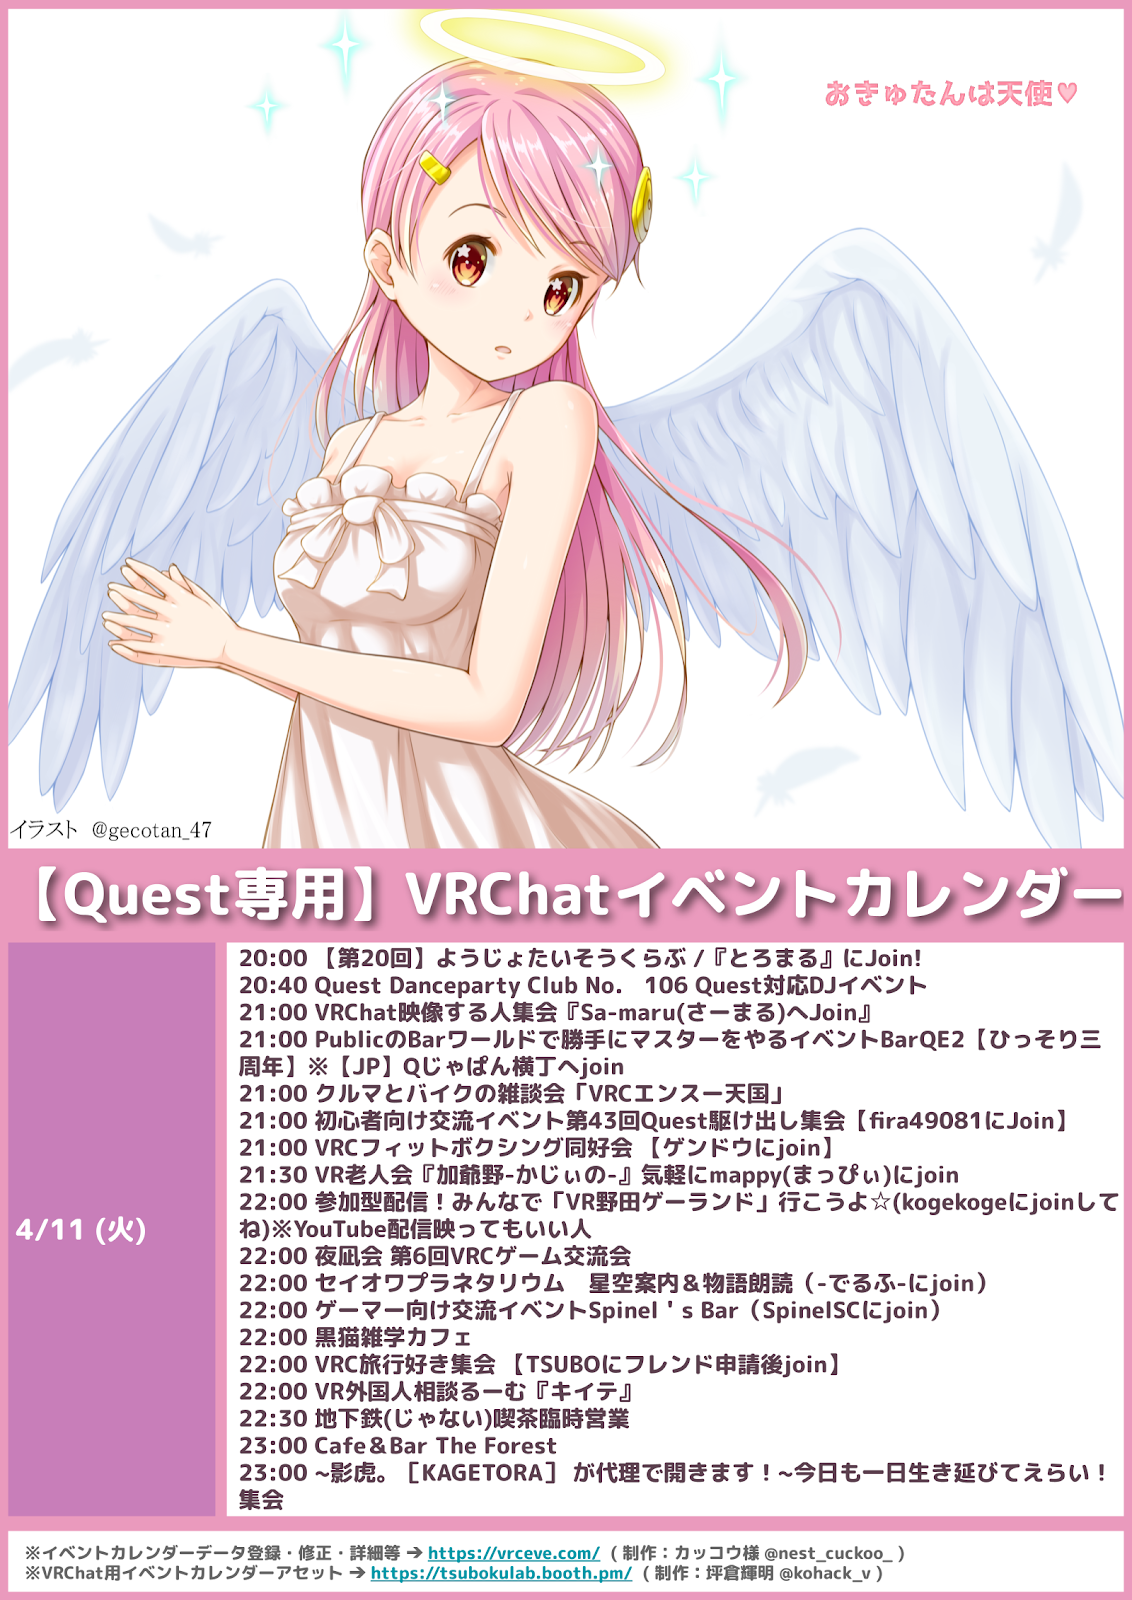 おきゅたんは天使♥
イラスト @gecotan_47
【Quest専用】VRChatイベントカレンダー
4/11 (火)
20:00 【第20回】ようじょたいそうくらぶ /『とろまる』にJoin!
20:40 Quest Danceparty Club No. 106 Quest対応DJイベント
21:00 VRChat映像する人集会『Sa-maru(さーまる)へJoin』
21:00 PublicのBarワールドで勝手にマスターをやるイベントBarQE2【ひっそり三
周年】※【JP】Qじゃぱん横丁へjoin
21:00 クルマとバイクの雑談会「VRCエンスー天国」
21:00 初心者向け交流イベント第43回Quest駆け出し集会【fira49081にJoin】
21:00 VRCフィットボクシング同好会 【ゲンドウにjoin】
21:30 VR老人会『加爺野-かじぃの-』気軽にmappy(まっぴぃ)にjoin
22:00 参加型配信！みんなで「VR野田ゲーランド」行こうよ☆(kogekogeにjoinして
ね)※YouTube配信映ってもいい人
22:00 夜凪会 第6回VRCゲーム交流会
22:00 セイオワプラネタリウム　星空案内＆物語朗読（-でるふ-にjoin）
22:00 ゲーマー向け交流イベントSpinel ' s Bar（SpinelSCにjoin）
22:00 黒猫雑学カフェ
22:00 VRC旅行好き集会 【TSUBOにフレンド申請後join】
22:00 VR外国人相談るーむ『キイテ』
22:30 地下鉄(じゃない)喫茶臨時営業
23:00 Cafe＆Bar The Forest
23:00 ~影虎。［KAGETORA］ が代理で開きます！~今日も一日生き延びてえらい！
集会
※イベントカレンダーデータ登録・修正・詳細等 ➔ https://vrceve.com/ ( 制作：カッコウ様 @nest_cuckoo_ )
※VRChat用イベントカレンダーアセット ➔ https://tsubokulab.booth.pm/ ( 制作：坪倉輝明 @kohack_v )